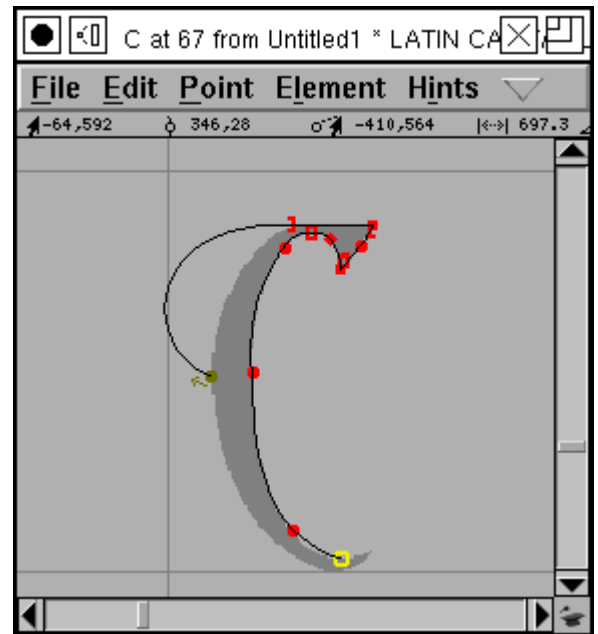 C at 67 from Untitled1 * LATIN CA
File Edit Point Element Hints
-64,592 346,28 -410,564 697.3